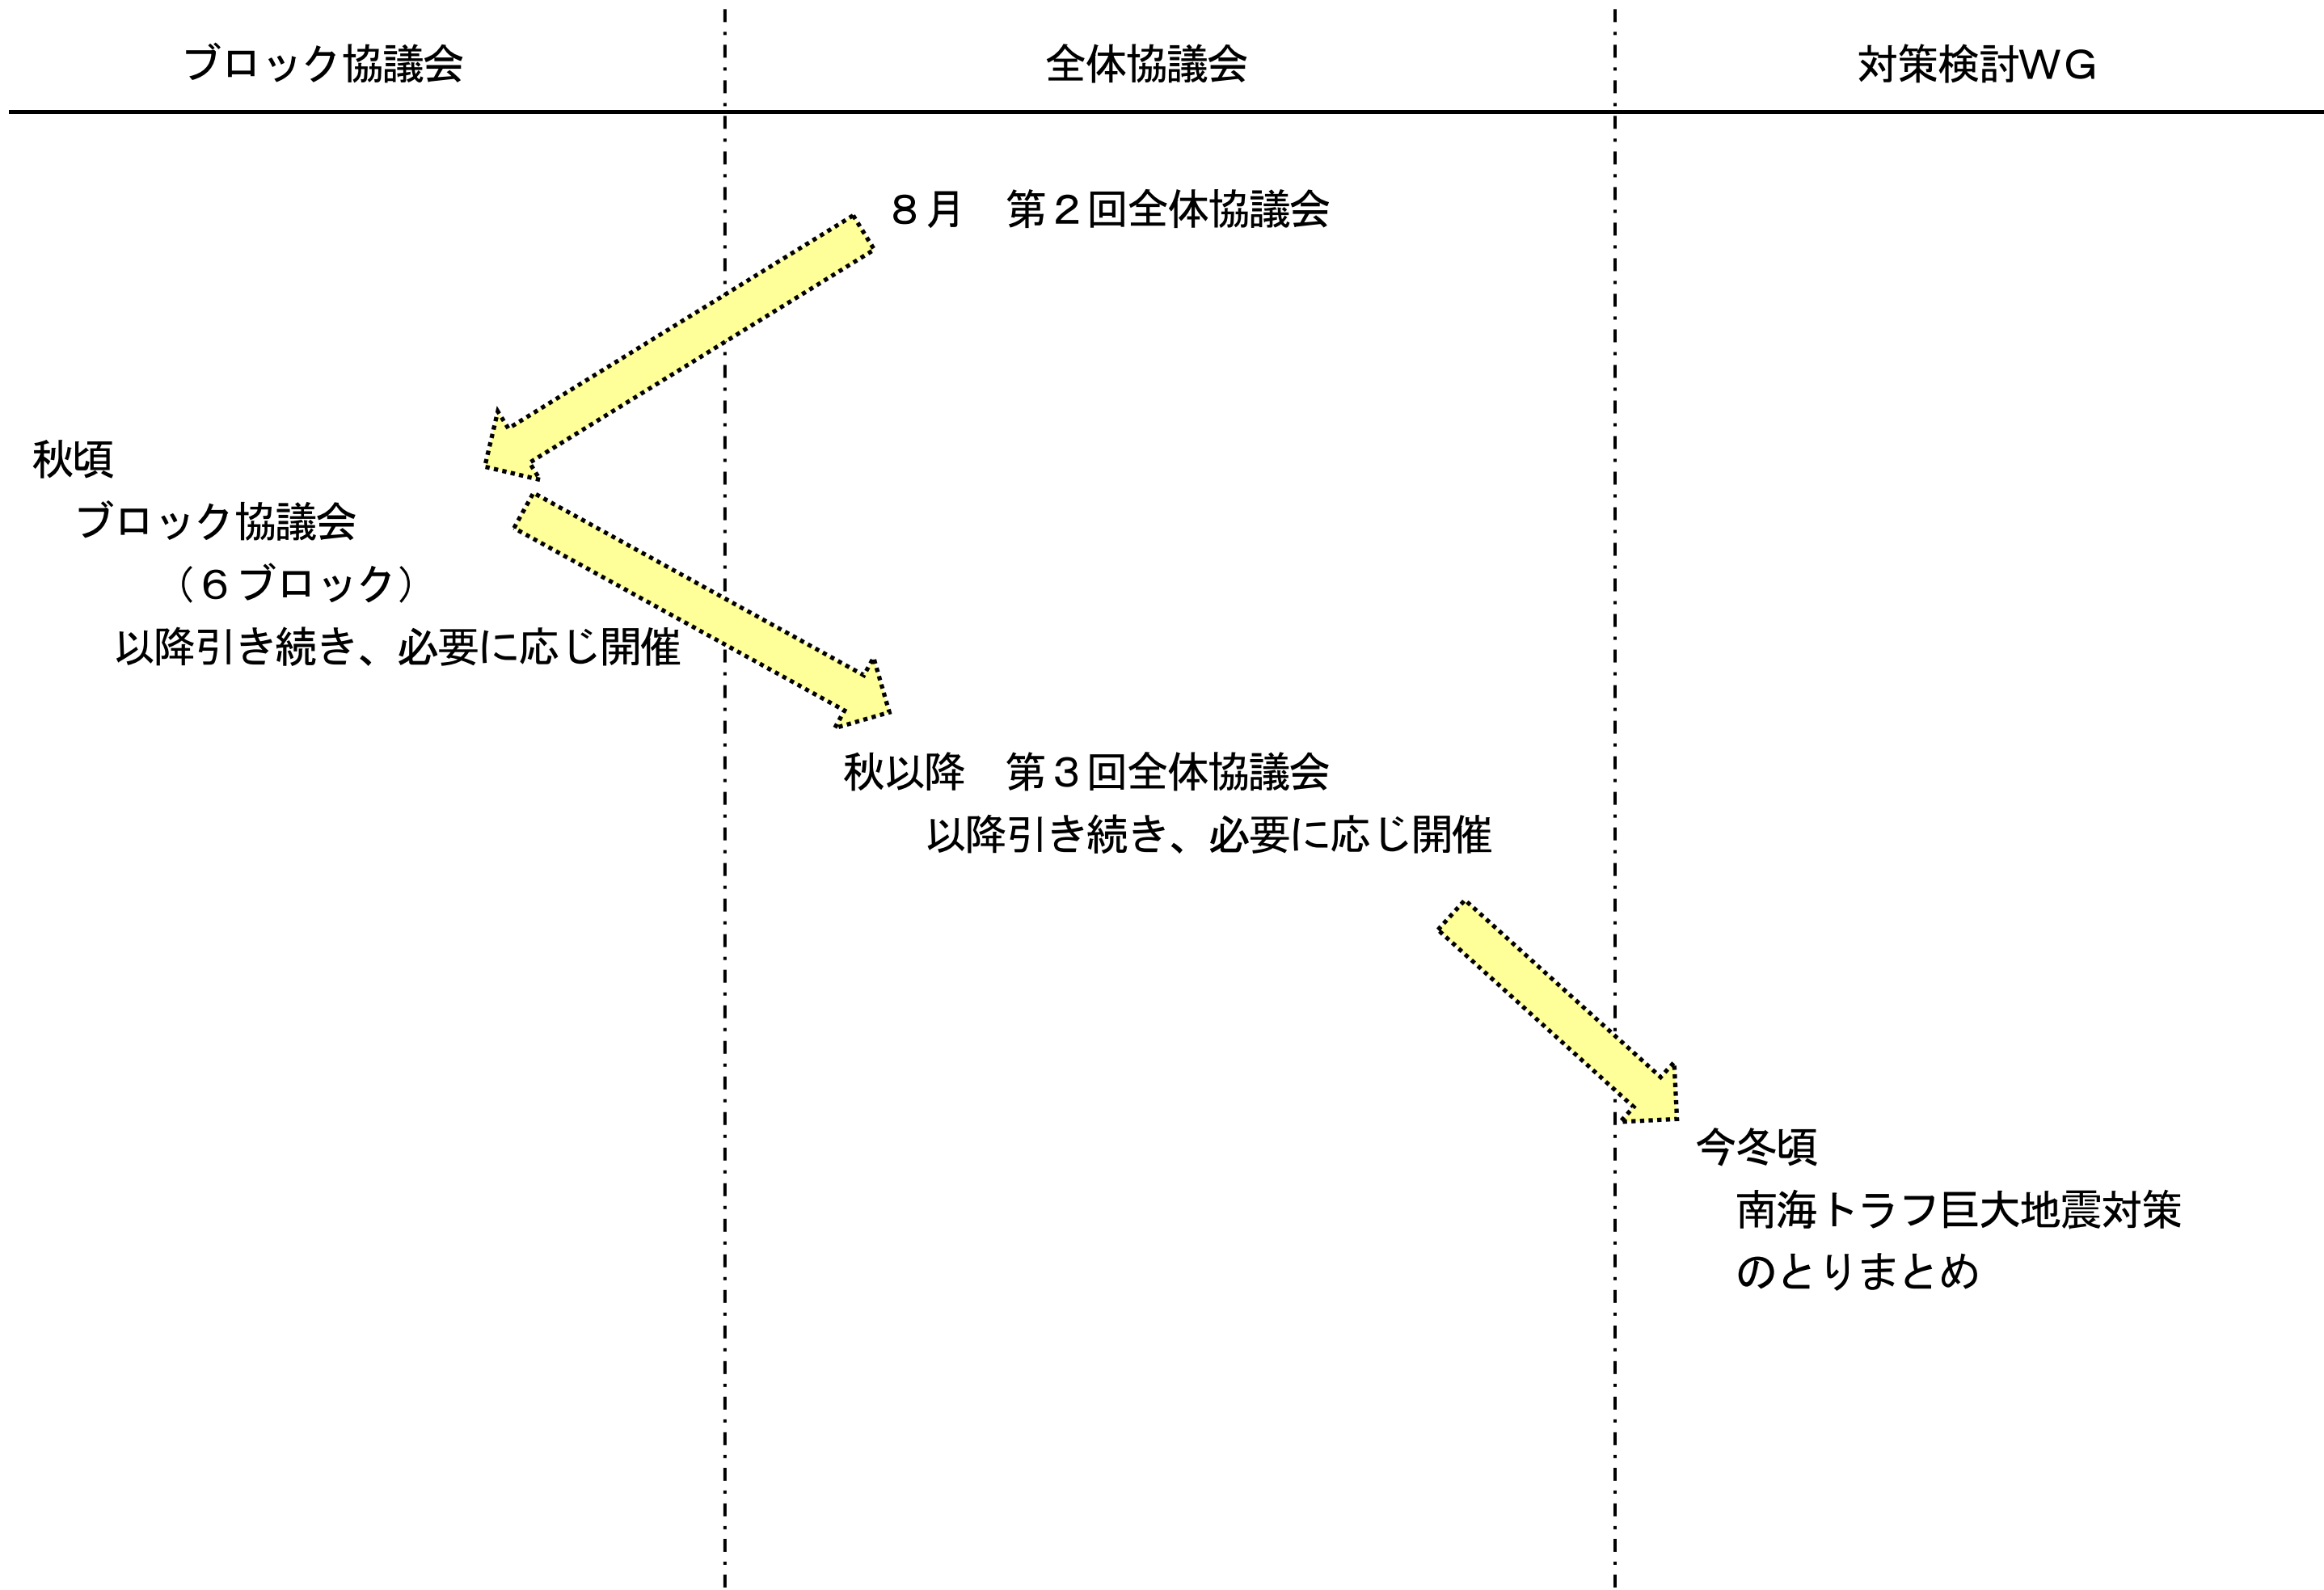 ブロック協議会
全体協議会
対策検討WG
８月　第２回全体協議会
秋頃
ブロック協議会
（６ブロック）
以降引き続き、必要に応じ開催
秋以降　第３回全体協議会
以降引き続き、必要に応じ開催
今冬頃
南海トラフ巨大地震対策
のとりまとめ